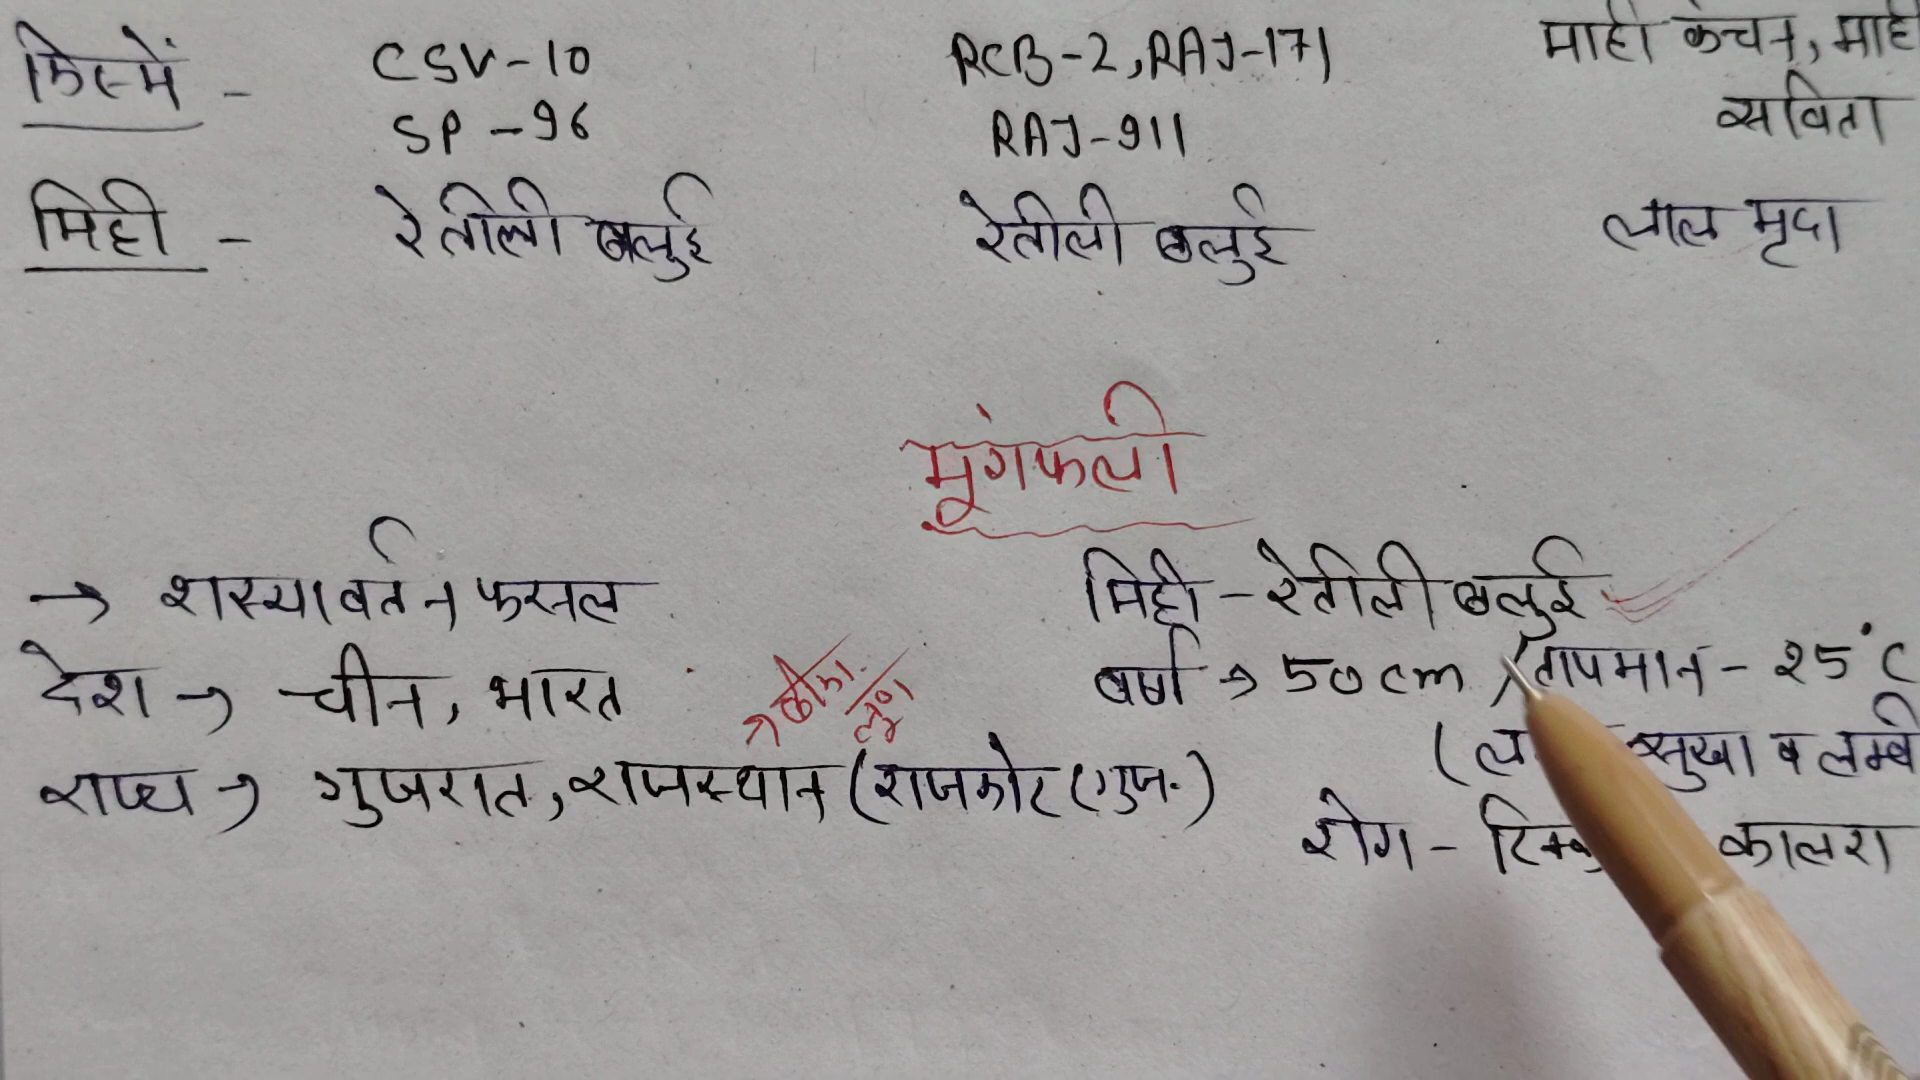 किस्में - CSV-10 RCB-2, RAJ-171 माही कंचन, माही
SP-96 RAJ-911 सविता
मिट्टी - रेतीली बलुई रेतीली बलुई लाल मृदा
मूंगफली
→ शस्यावर्तन फसल मिट्टी - रेतीली बलुई
देश → चीन, भारत बर्षा → 50 cm तापमान - 25°C
बीका
लूण
राज्य → गुजरात, राजस्थान (राजकोट (गुज.) सुखा व लम्बे
रोग - कालरा